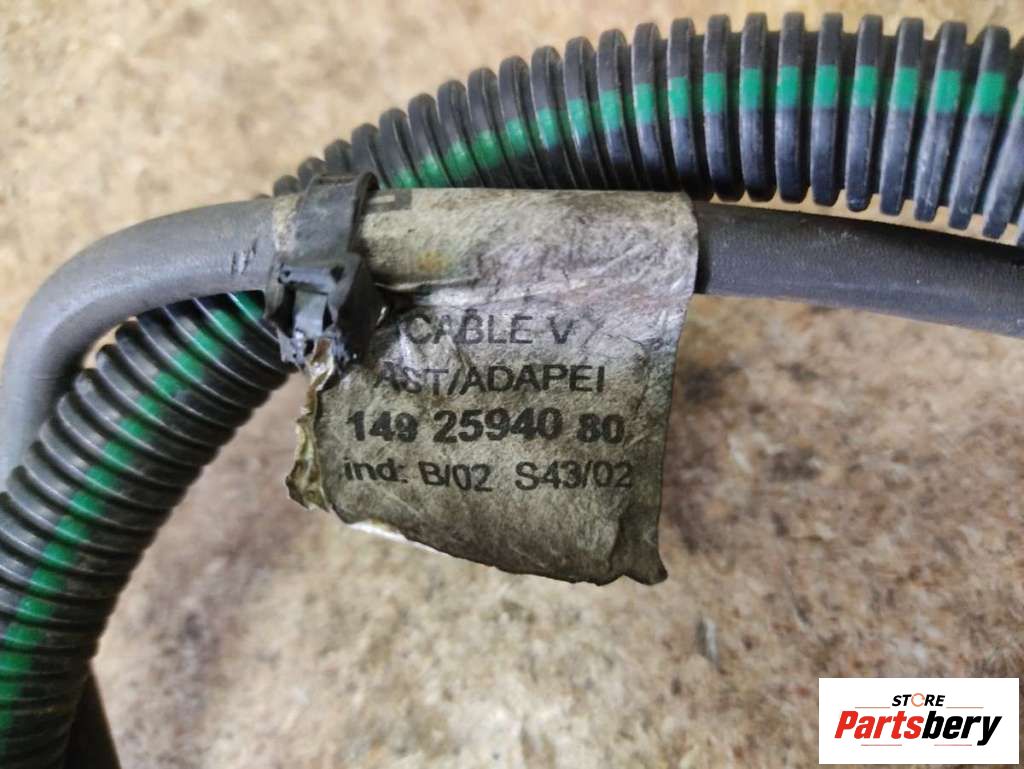 CABLE V
AST/ADAPEI
149 25940 80
ind: B/02 S43/02
STORE
Partsbery